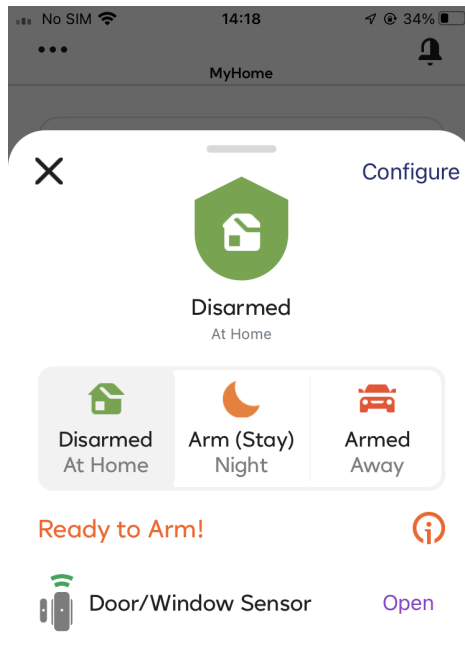 No SIM 14:18 34%
MyHome
Configure
Disarmed
At Home
Disarmed Arm (Stay) Armed
At Home Night Away
Ready to Arm!
Door/Window Sensor Open